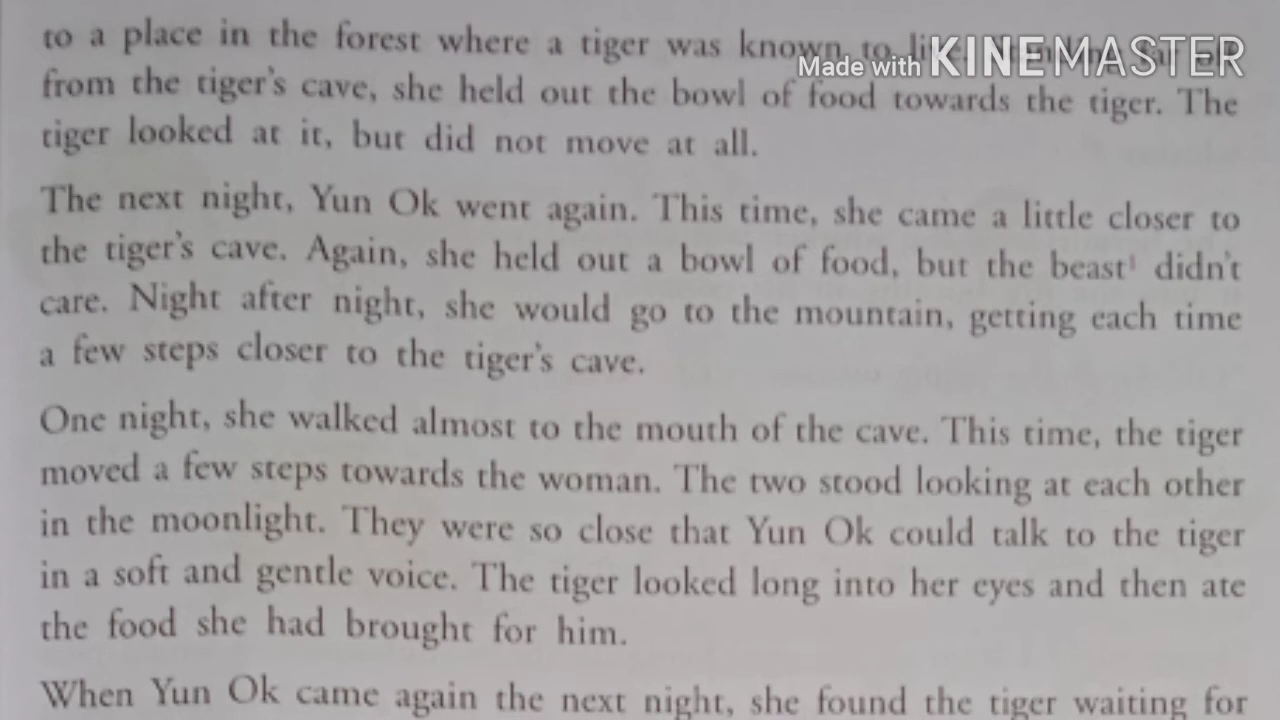 to a place in the forest where a tiger was known to
Made with KINEMASTER
from the tiger's cave, she held out the bowl of food towards the tiger. The
tiger looked at it, but did not move at all.
The next night, Yun Ok went again. This time, she came a little closer to
the tiger's cave. Again, she held out a bowl of food, but the beast¹ didn't
care. Night after night, she would go to the mountain, getting each time
a few steps closer to the tiger's cave.
One night, she walked almost to the mouth of the cave. This time, the tiger
moved a few steps towards the woman. The two stood looking at each other
in the moonlight. They were so close that Yun Ok could talk to the tiger
in a soft and gentle voice. The tiger looked long into her eyes and then ate
the food she had brought for him.
When Yun Ok came again the next night, she found the tiger waiting for